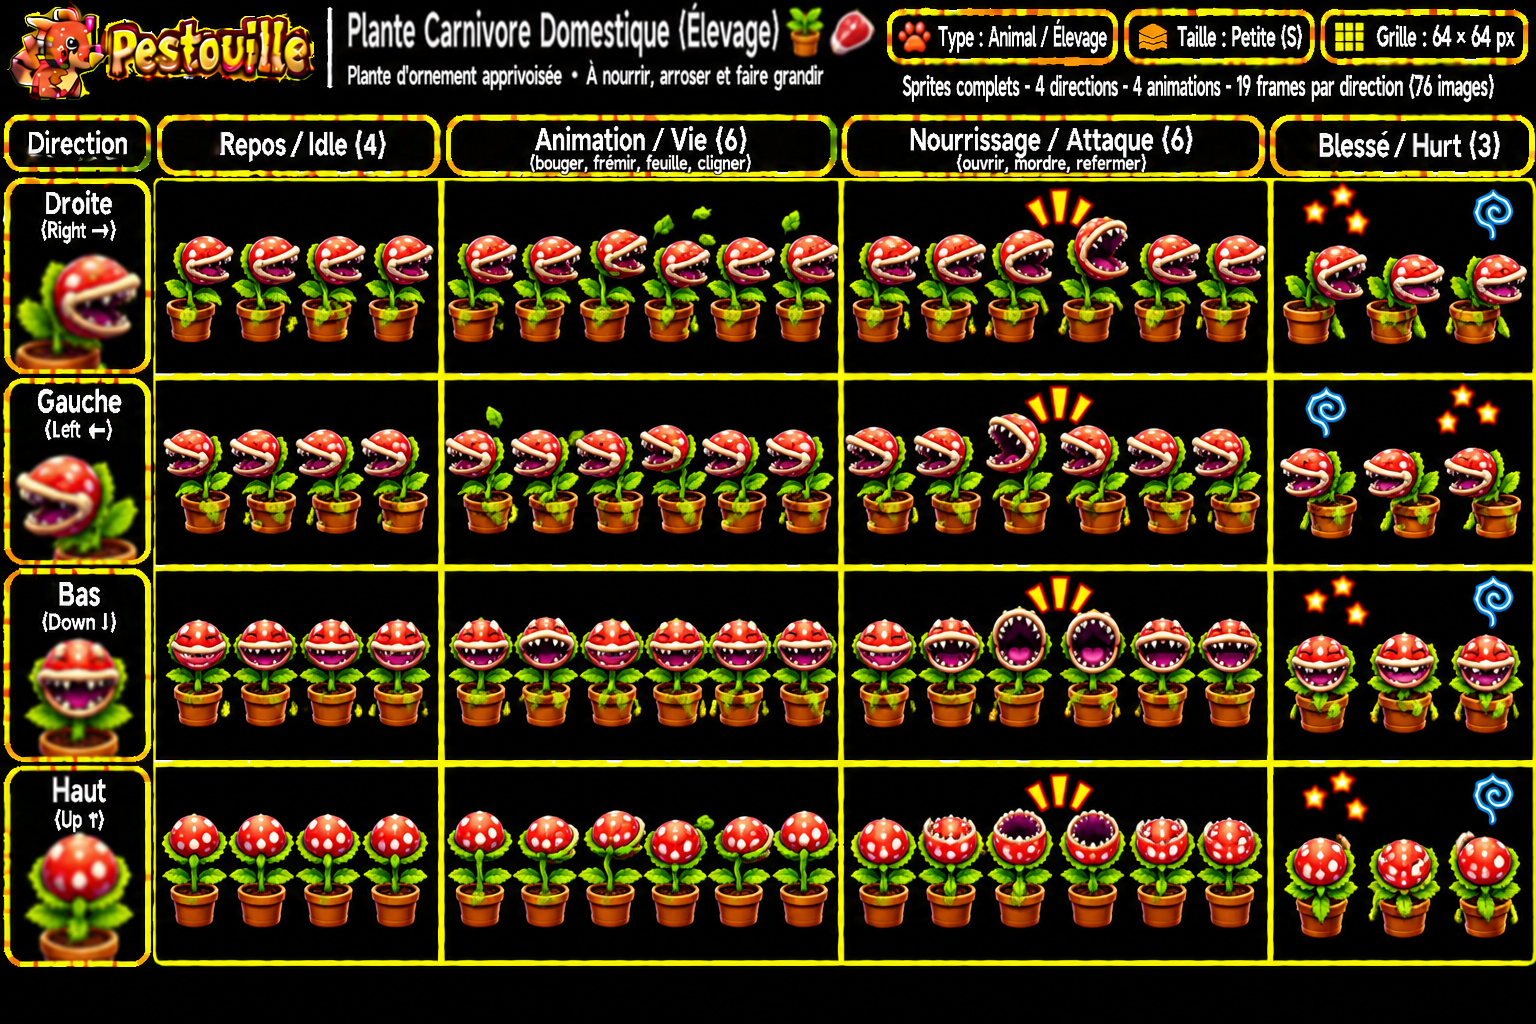 Pestouille
Plante Carnivore Domestique (Élevage)
Plante d'ornement apprivoisée • À nourrir, arroser et faire grandir
Type : Animal / Élevage
Taille : Petite (S)
Grille : 64 × 64 px
Sprites complets - 4 directions - 4 animations - 19 frames par direction (76 images)
Direction
Repos / Idle (4)
Animation / Vie (6)
(bouger, frémir, feuille, cligner)
Nourrissage / Attaque (6)
(ouvrir, mordre, refermer)
Blessé / Hurt (3)
Droite
(Right →)
Gauche
(Left ←)
Bas
(Down ↓)
Haut
(Up ↑)